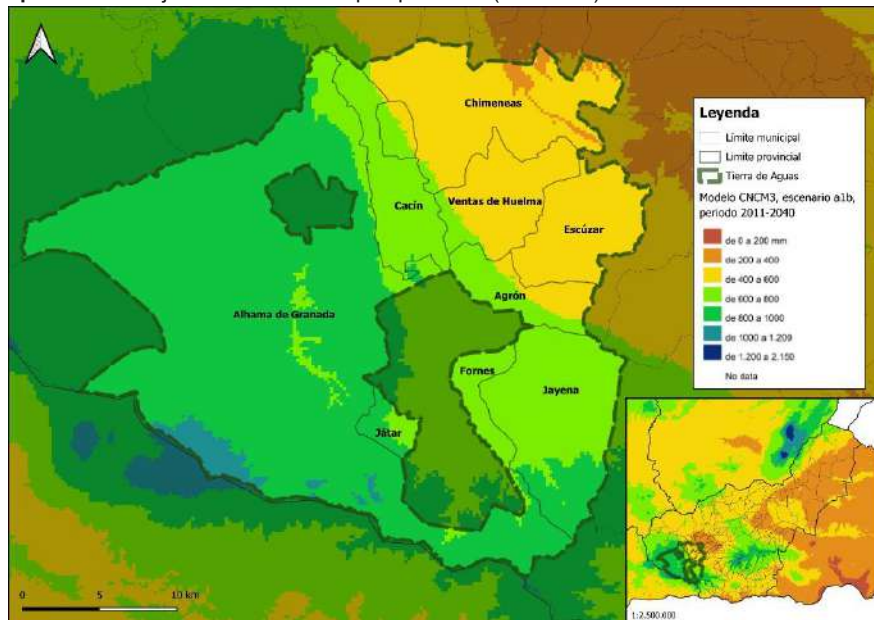 Chimeneas
Ventas de Huelma
Cacín
Escúzar
Agrón
Alhama de Granada
Fornes
Jayena
Játar
Leyenda
Límite municipal
Limite provincial
Tierra de Aguas
Modelo CNCM3, escenario a1b,
periodo 2011-2040
de 0 a 200 mm
de 200 a 400
de 400 a 600
de 600 a 800
de 800 a 1000
de 1000 a 1.200
de 1.200 a 2.150
No data
0 5 10 km
1:2.500.000